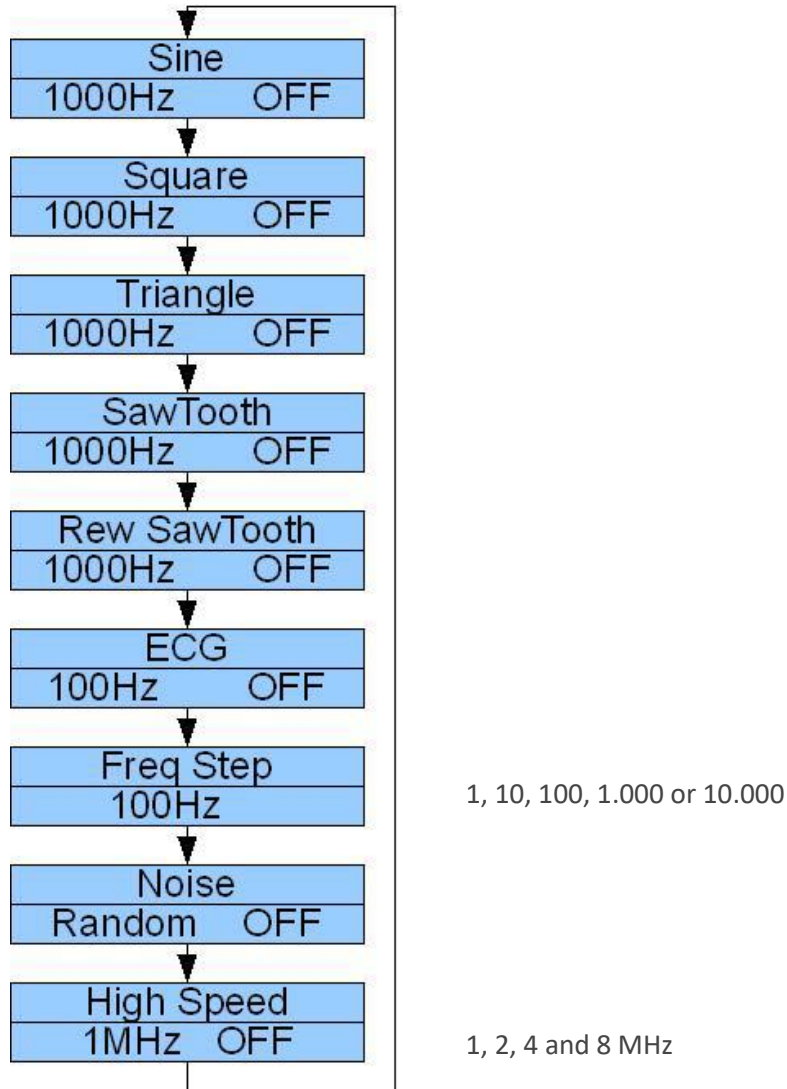 Sine
1000Hz OFF
Square
1000Hz OFF
Triangle
1000Hz OFF
SawTooth
1000Hz OFF
Rew SawTooth
1000Hz OFF
ECG
100Hz OFF
Freq Step
100Hz
1, 10, 100, 1.000 or 10.000
Noise
Random OFF
High Speed
1MHz OFF
1, 2, 4 and 8 MHz